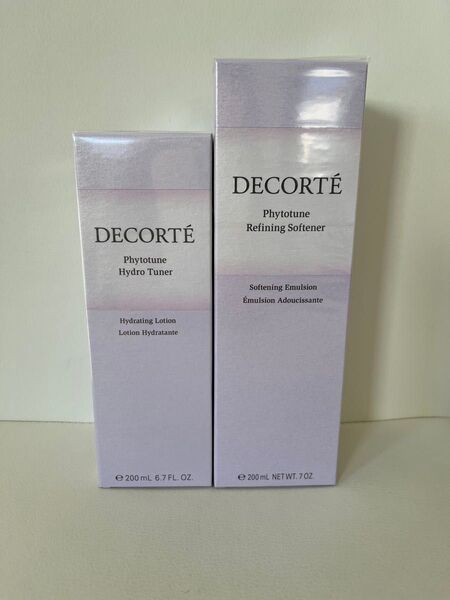 DECORTÉ
Phytotune
Hydro Tuner
Hydrating Lotion
Lotion Hydratante
℮ 200 mL 6.7 FL. OZ.
DECORTÉ
Phytotune
Refining Softener
Softening Emulsion
Émulsion Adoucissante
℮ 200 mL NET WT. 7 OZ.